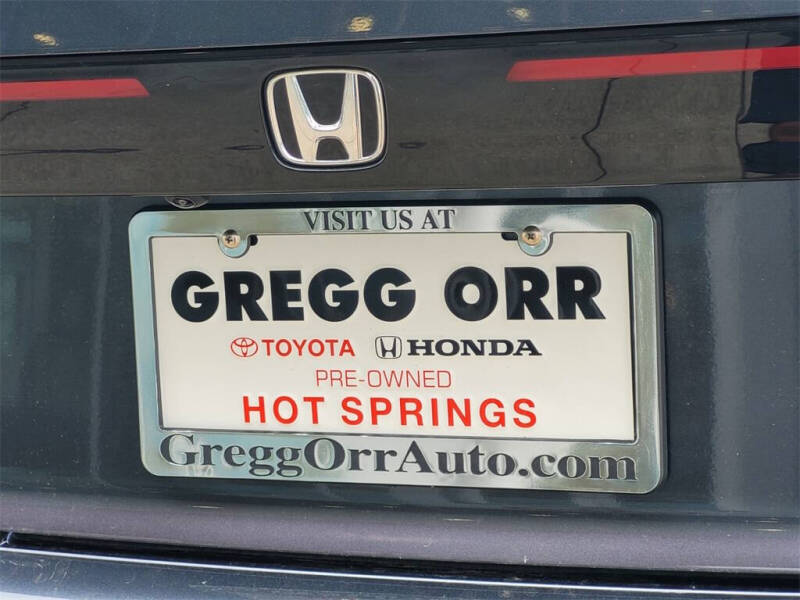 VISIT US AT
GREGG ORR
TOYOTA HONDA
PRE-OWNED
HOT SPRINGS
GreggOrrAuto.com